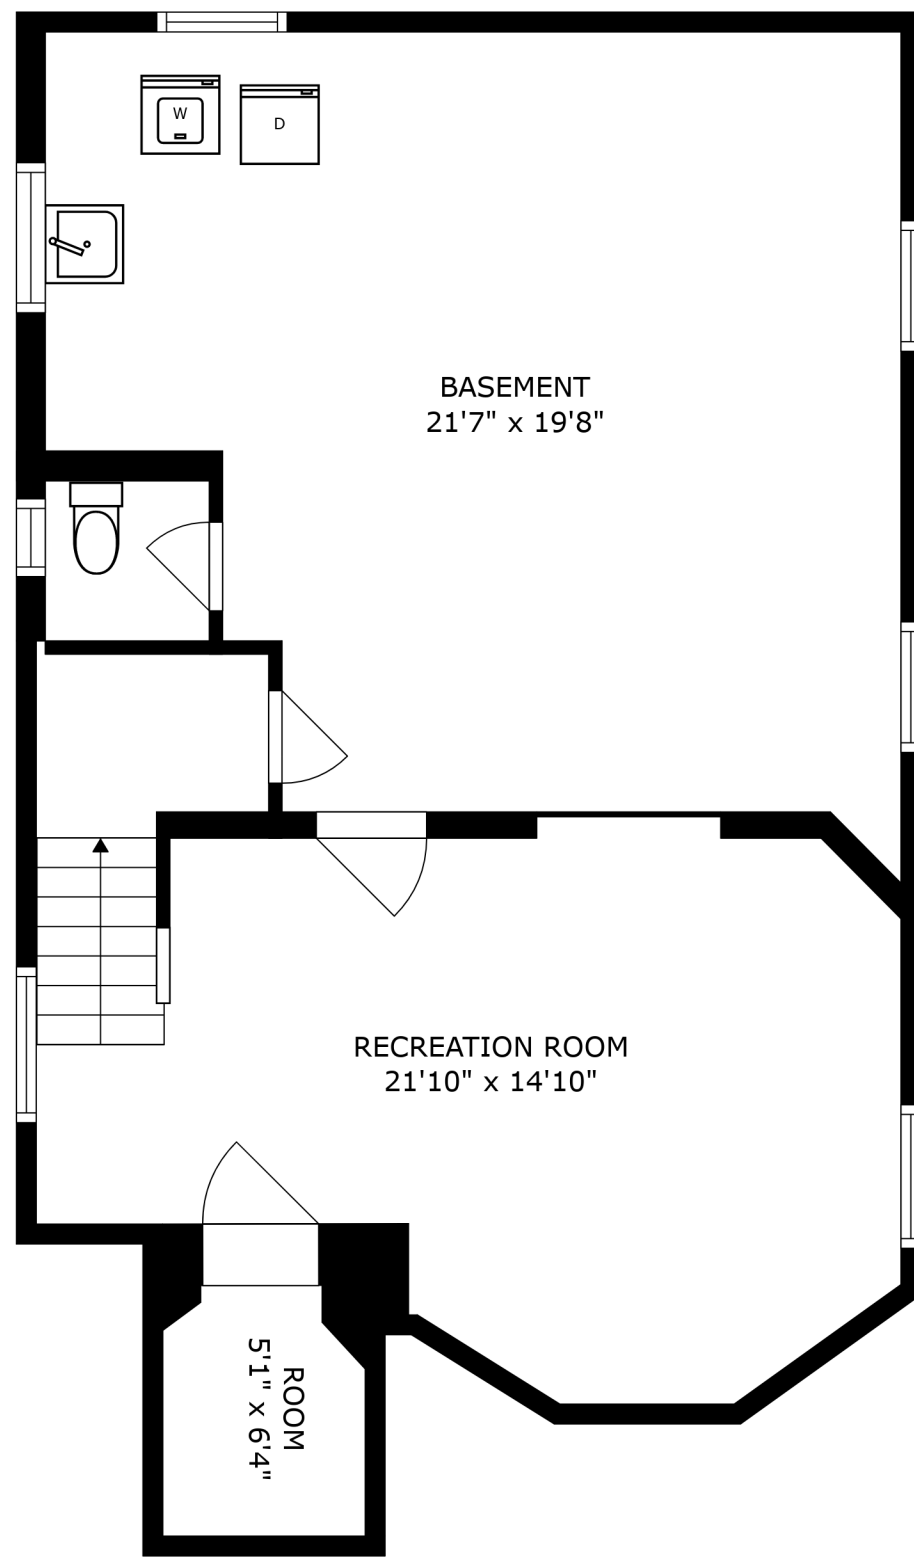 W
D
BASEMENT
21'7" x 19'8"
RECREATION ROOM
21'10" x 14'10"
ROOM
5'1" x 6'4"